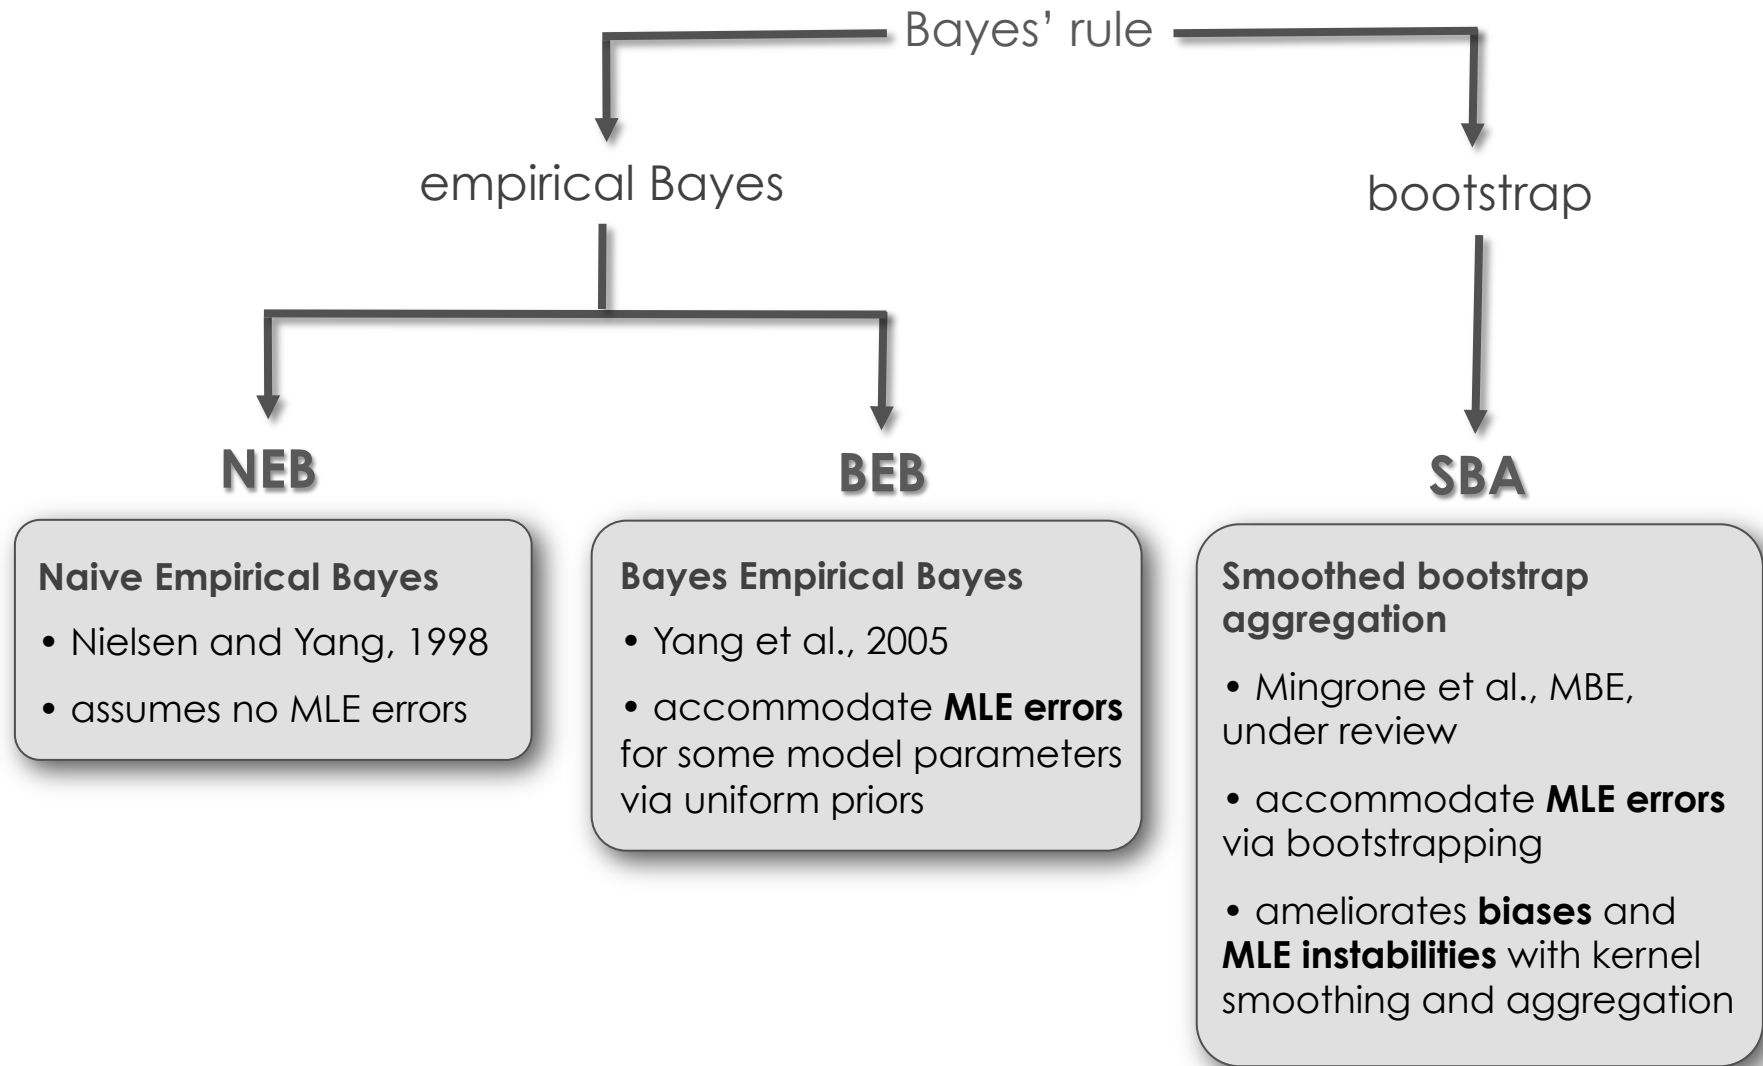 Bayes’ rule
empirical Bayes
bootstrap
NEB
Naive Empirical Bayes
• Nielsen and Yang, 1998
• assumes no MLE errors
BEB
Bayes Empirical Bayes
• Yang et al., 2005
• accommodate MLE errors
for some model parameters
via uniform priors
SBA
Smoothed bootstrap
aggregation
• Mingrone et al., MBE,
under review
• accommodate MLE errors
via bootstrapping
• ameliorates biases and
MLE instabilities with kernel
smoothing and aggregation